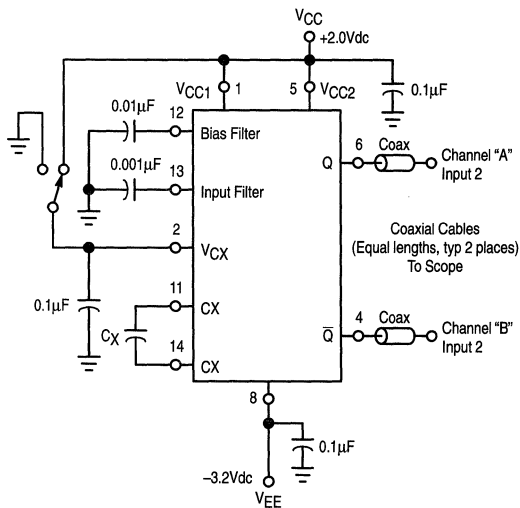 VCC
+2.0Vdc
VCC1 1
5 VCC2
0.1µF
0.01µF
12
Bias Filter
0.001µF
13
Input Filter
2
VCX
0.1µF
11
CX
CX
14
CX
Q
6
Coax
Channel "A"
Input 2
Coaxial Cables
(Equal lengths, typ 2 places)
To Scope
Q̅
4
Coax
Channel "B"
Input 2
8
0.1µF
–3.2Vdc
VEE